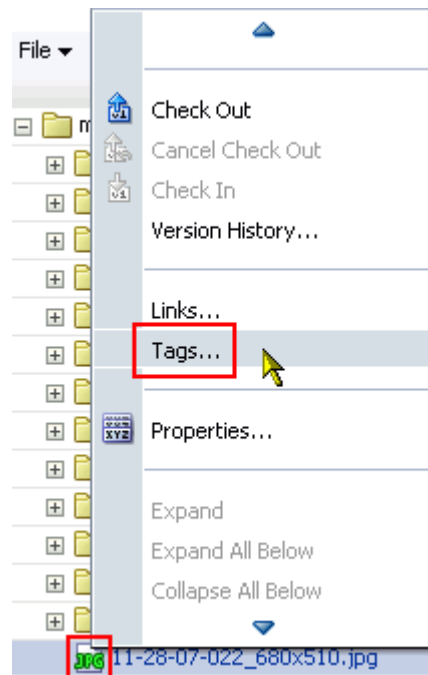 File
Check Out
Cancel Check Out
Check In
Version History...
Links...
Tags...
Properties...
Expand
Expand All Below
Collapse All Below
JPG 11-28-07-022_680x510.jpg